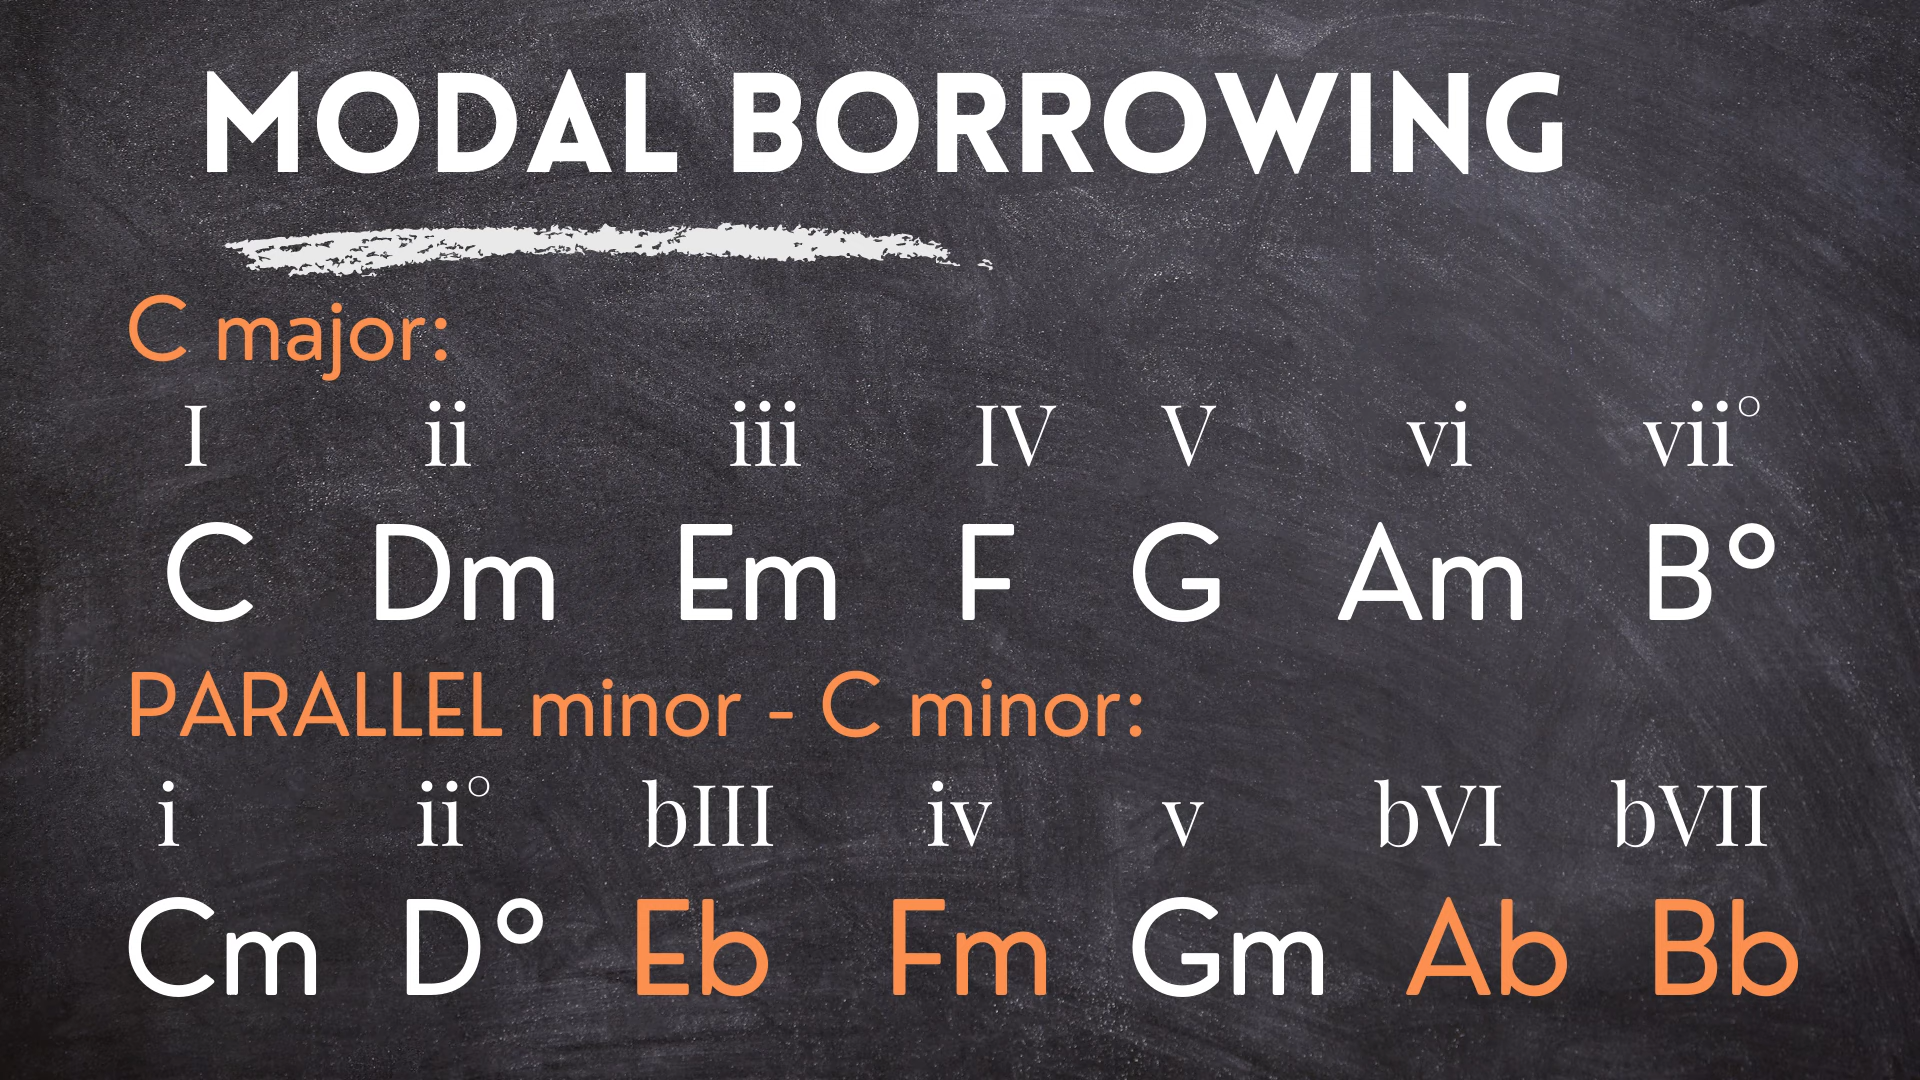 MODAL BORROWING
C major:
I ii iii IV V vi vii°
C Dm Em F G Am B°
PARALLEL minor - C minor:
i ii° bIII iv v bVI bVII
Cm D° Eb Fm Gm Ab Bb